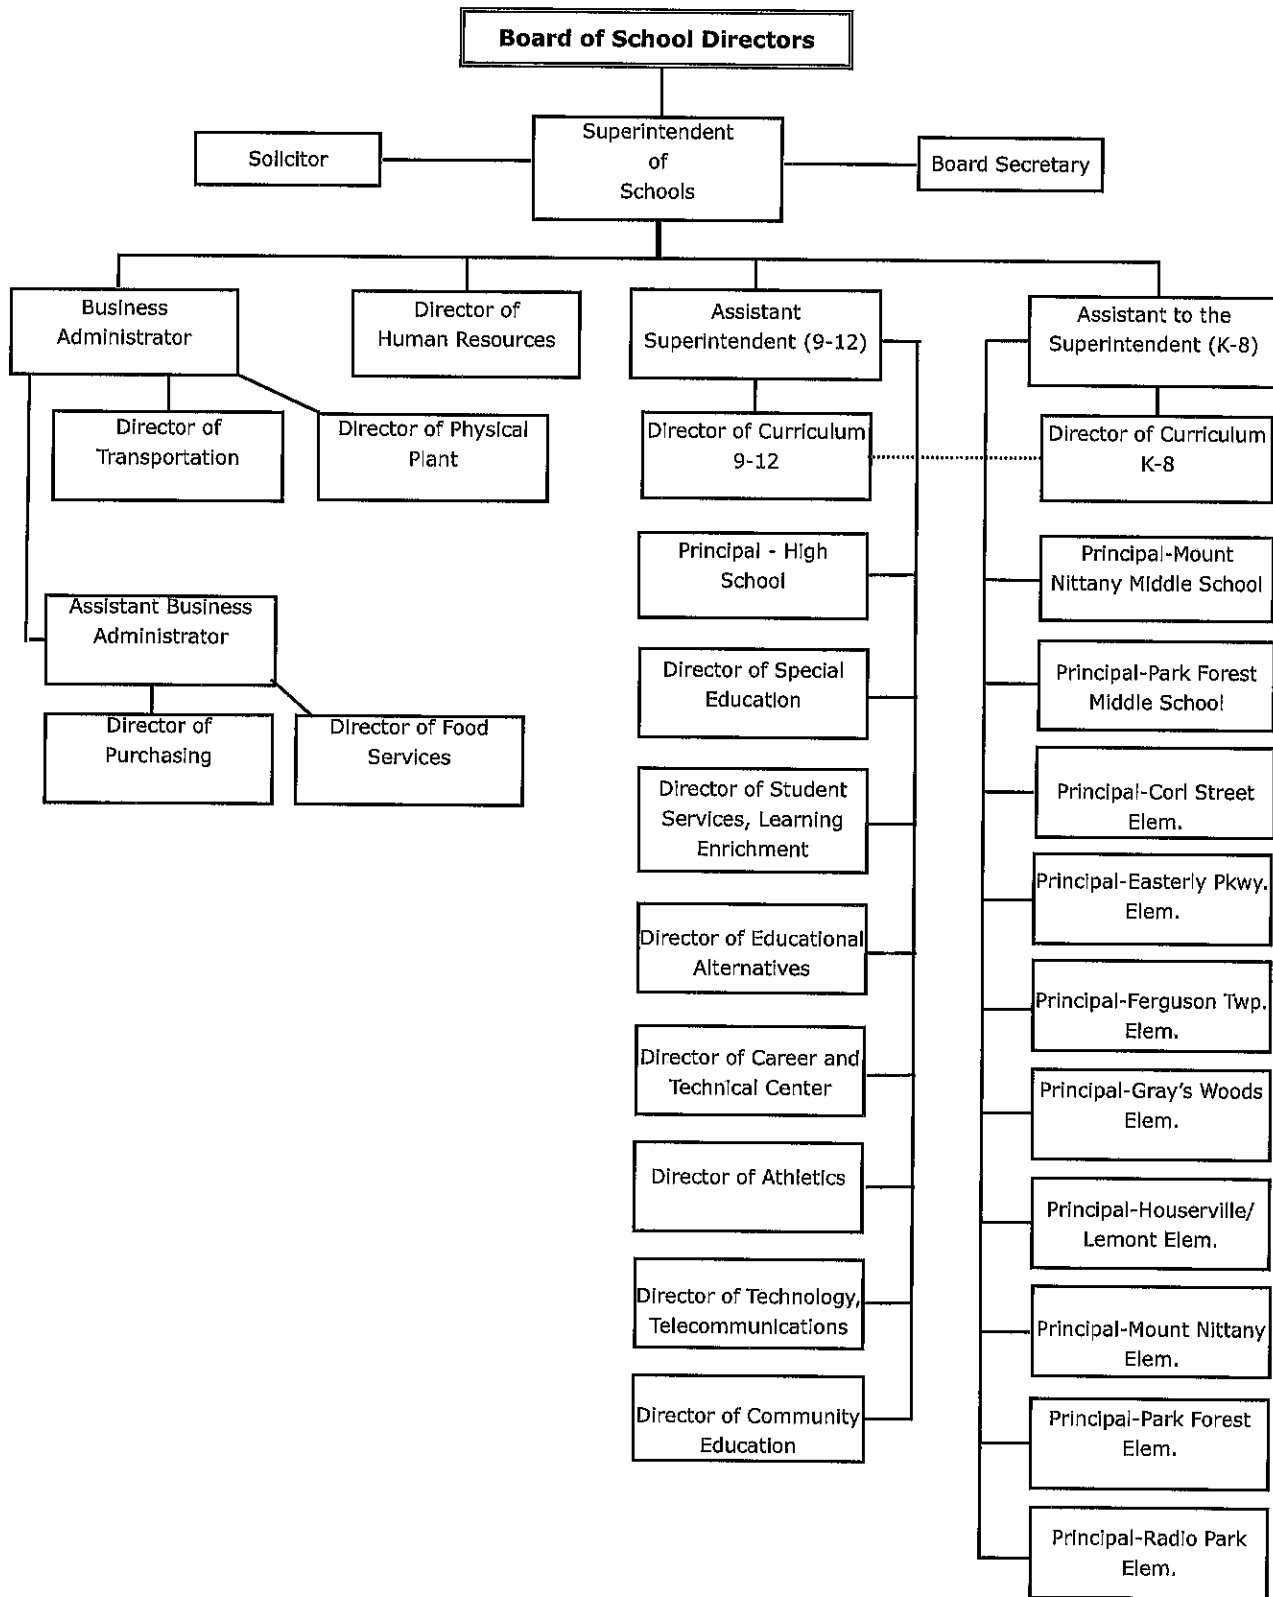 Board of School Directors
Superintendent
of
Schools
Solicitor
Board Secretary
Business
Administrator
Director of
Human Resources
Assistant
Superintendent (9-12)
Assistant to the
Superintendent (K-8)
Director of
Transportation
Director of Physical
Plant
Director of Curriculum
9-12
Director of Curriculum
K-8
Assistant Business
Administrator
Director of
Purchasing
Director of Food
Services
Principal - High
School
Director of Special
Education
Director of Student
Services, Learning
Enrichment
Director of Educational
Alternatives
Director of Career and
Technical Center
Director of Athletics
Director of Technology,
Telecommunications
Director of Community
Education
Principal-Mount
Nittany Middle School
Principal-Park Forest
Middle School
Principal-Corl Street
Elem.
Principal-Easterly Pkwy.
Elem.
Principal-Ferguson Twp.
Elem.
Principal-Gray's Woods
Elem.
Principal-Houserville/
Lemont Elem.
Principal-Mount Nittany
Elem.
Principal-Park Forest
Elem.
Principal-Radio Park
Elem.